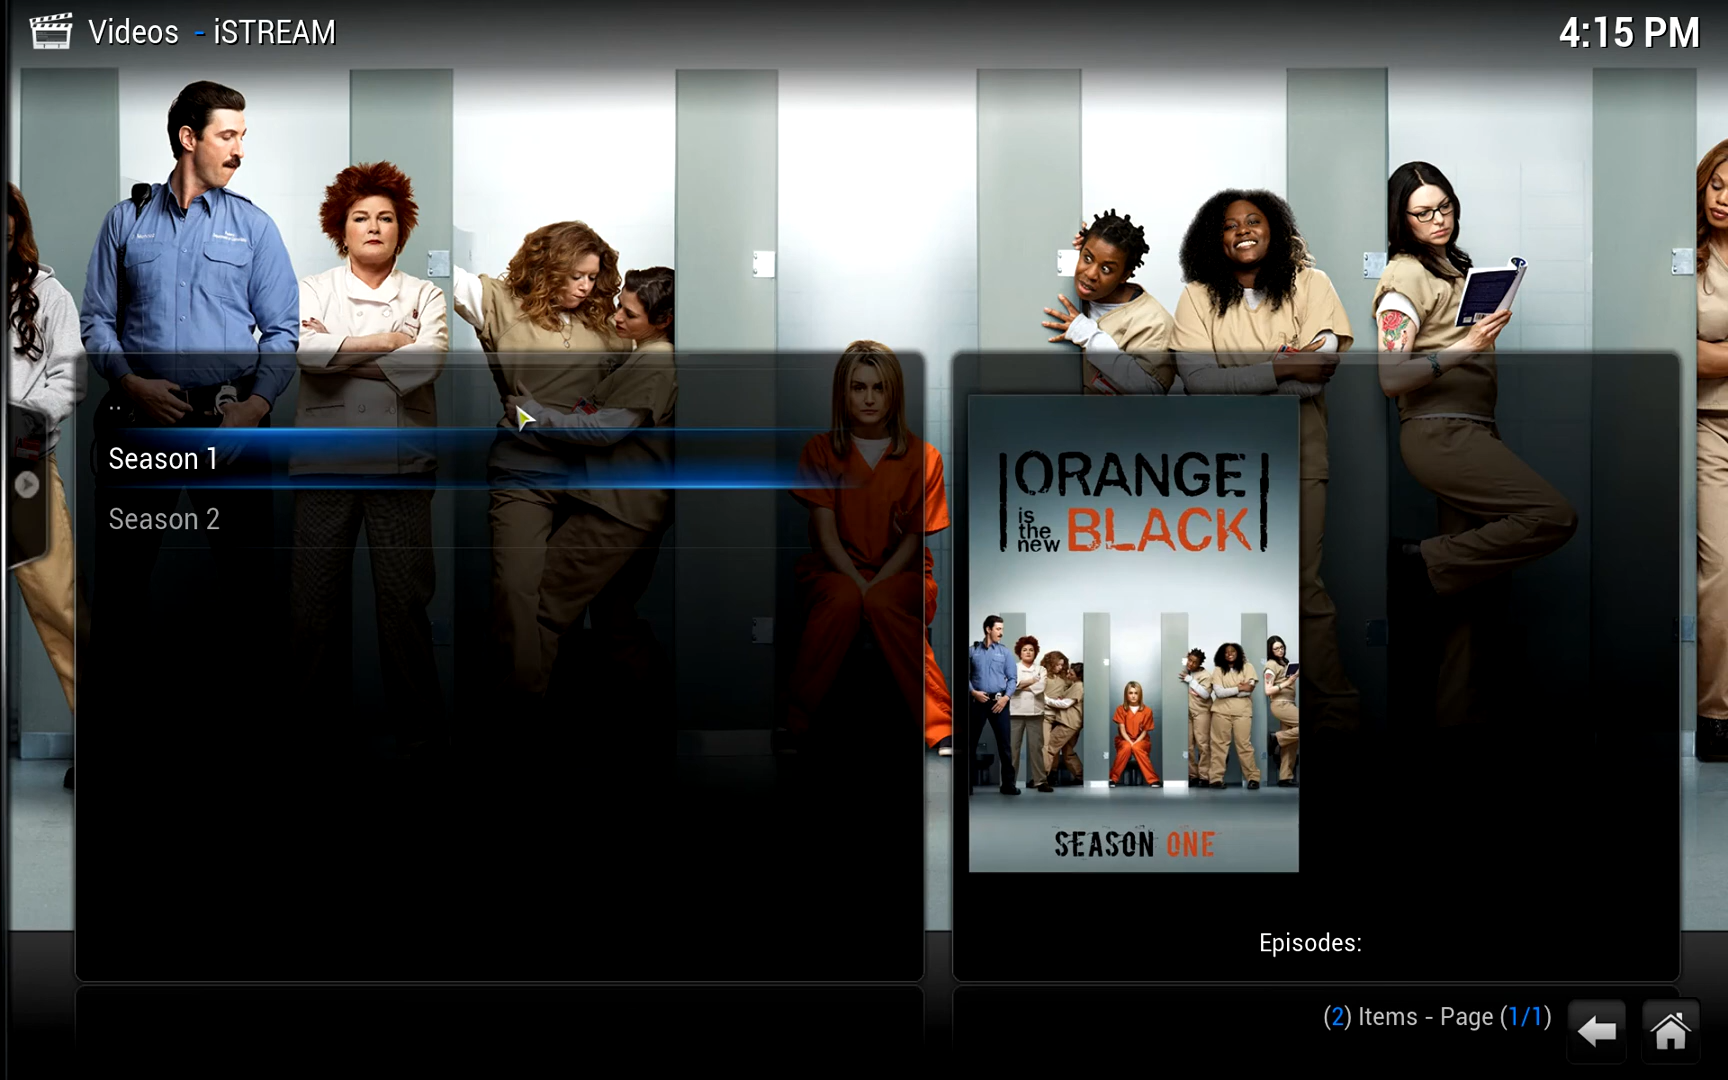 Videos - iSTREAM
4:15 PM
..
Season 1
Season 2
ORANGE
is
the
new BLACK
SEASON ONE
Episodes:
(2) Items - Page (1/1)